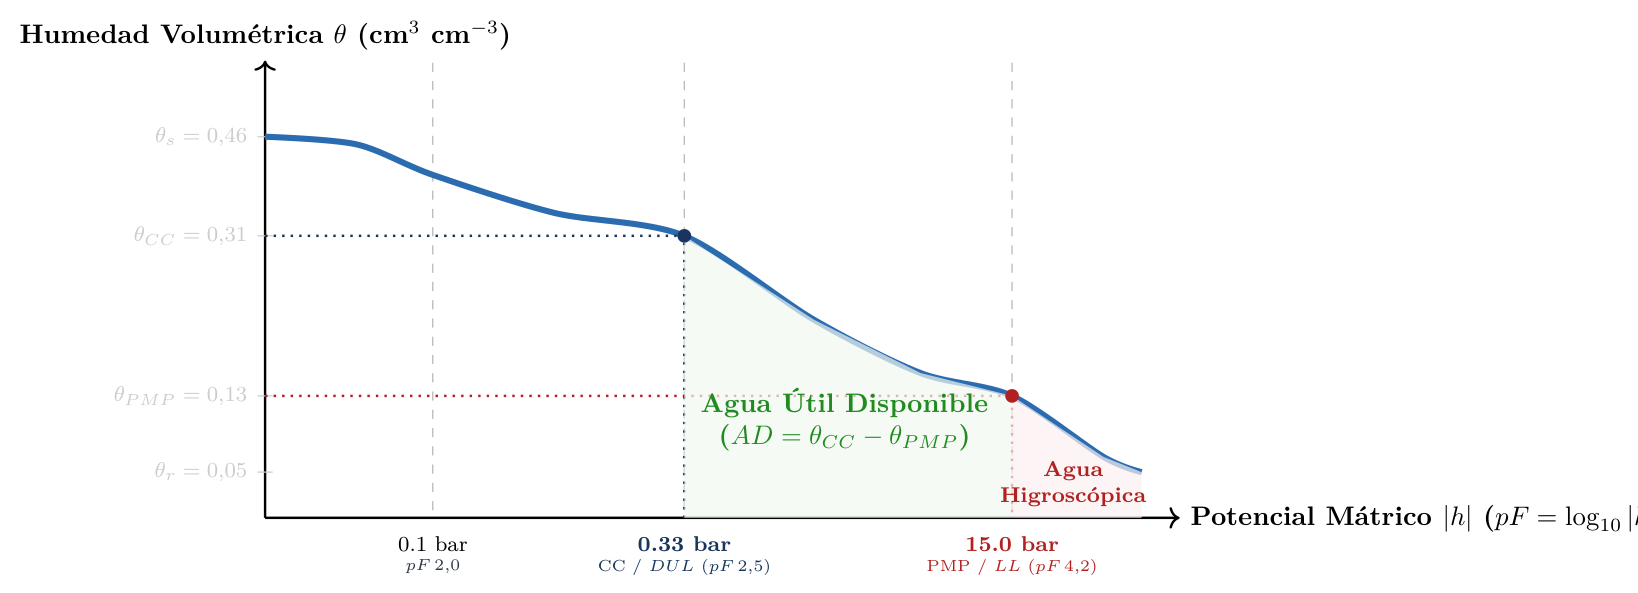 Humedad Volumétrica θ (cm³ cm⁻³)
θₛ = 0,46
θ_CC = 0,31
θ_PMP = 0,13
θᵣ = 0,05
Agua Útil Disponible
(AD = θ_CC − θ_PMP)
Agua
Higroscópica
Potencial Mátrico |h| (pF = log₁₀ |h
0.1 bar
pF 2,0
0.33 bar
CC / DUL (pF 2,5)
15.0 bar
PMP / LL (pF 4,2)